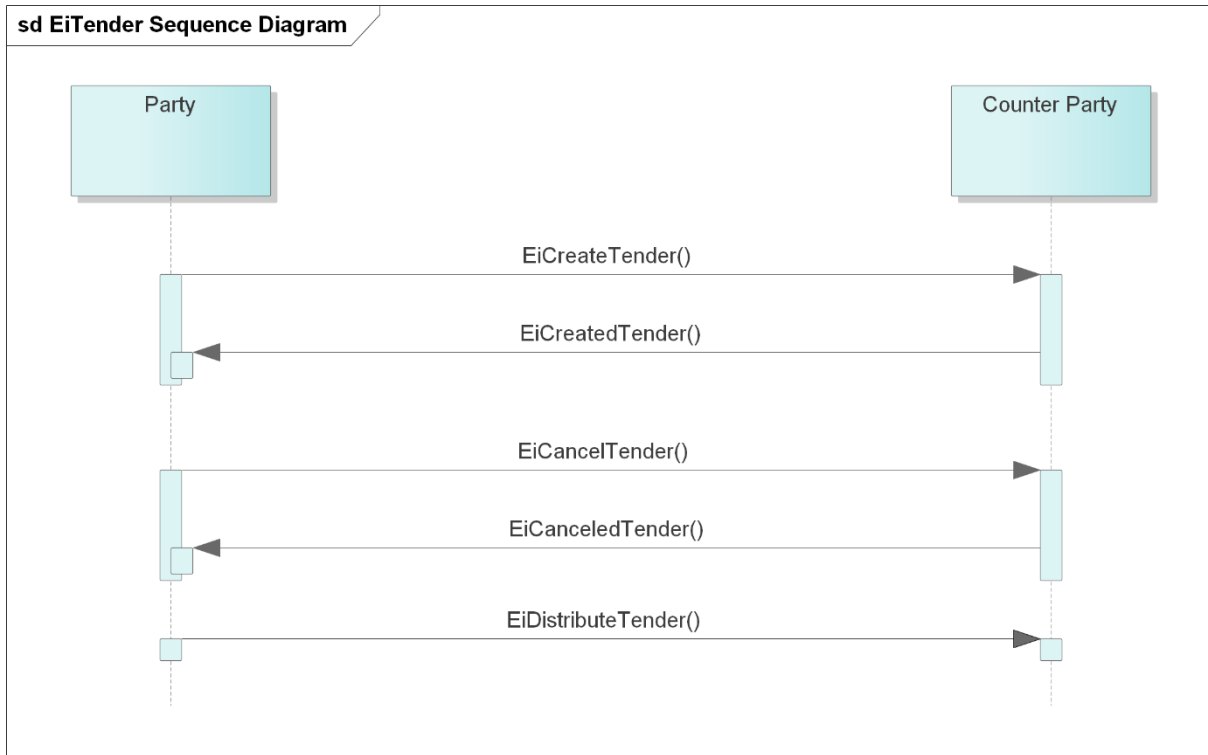 sd EiTender Sequence Diagram
Party
Counter Party
EiCreateTender()
EiCreatedTender()
EiCancelTender()
EiCanceledTender()
EiDistributeTender()